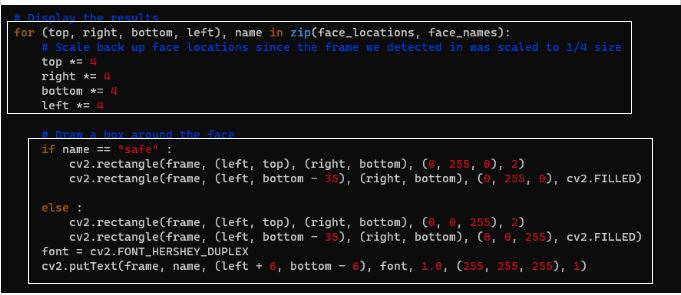 # Display the results
for (top, right, bottom, left), name in zip(face_locations, face_names):
# Scale back up face locations since the frame we detected in was scaled to 1/4 size
top *= 4
right *= 4
bottom *= 4
left *= 4
# Draw a box around the face
if name == "safe" :
cv2.rectangle(frame, (left, top), (right, bottom), (0, 255, 0), 2)
cv2.rectangle(frame, (left, bottom - 35), (right, bottom), (0, 255, 0), cv2.FILLED)
else :
cv2.rectangle(frame, (left, top), (right, bottom), (0, 0, 255), 2)
cv2.rectangle(frame, (left, bottom - 35), (right, bottom), (0, 0, 255), cv2.FILLED)
font = cv2.FONT_HERSHEY_DUPLEX
cv2.putText(frame, name, (left + 6, bottom - 6), font, 1.0, (255, 255, 255), 1)